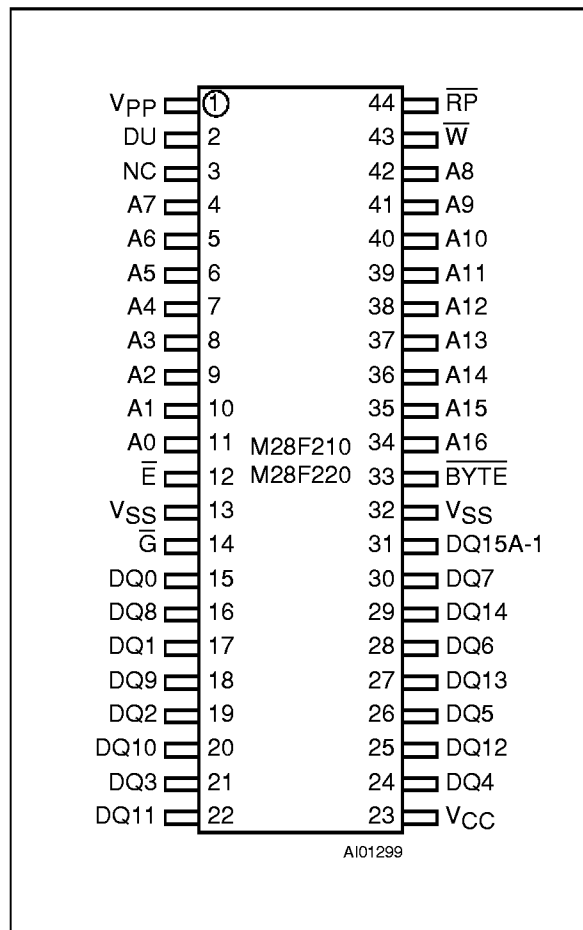 VPP 1 44 R̅P̅
DU 2 43 W̅
NC 3 42 A8
A7 4 41 A9
A6 5 40 A10
A5 6 39 A11
A4 7 38 A12
A3 8 37 A13
A2 9 36 A14
A1 10 35 A15
A0 11 M28F210 34 A16
E̅ 12 M28F220 33 B̅Y̅T̅E̅
VSS 13 32 VSS
G̅ 14 31 DQ15A-1
DQ0 15 30 DQ7
DQ8 16 29 DQ14
DQ1 17 28 DQ6
DQ9 18 27 DQ13
DQ2 19 26 DQ5
DQ10 20 25 DQ12
DQ3 21 24 DQ4
DQ11 22 23 VCC
AI01299